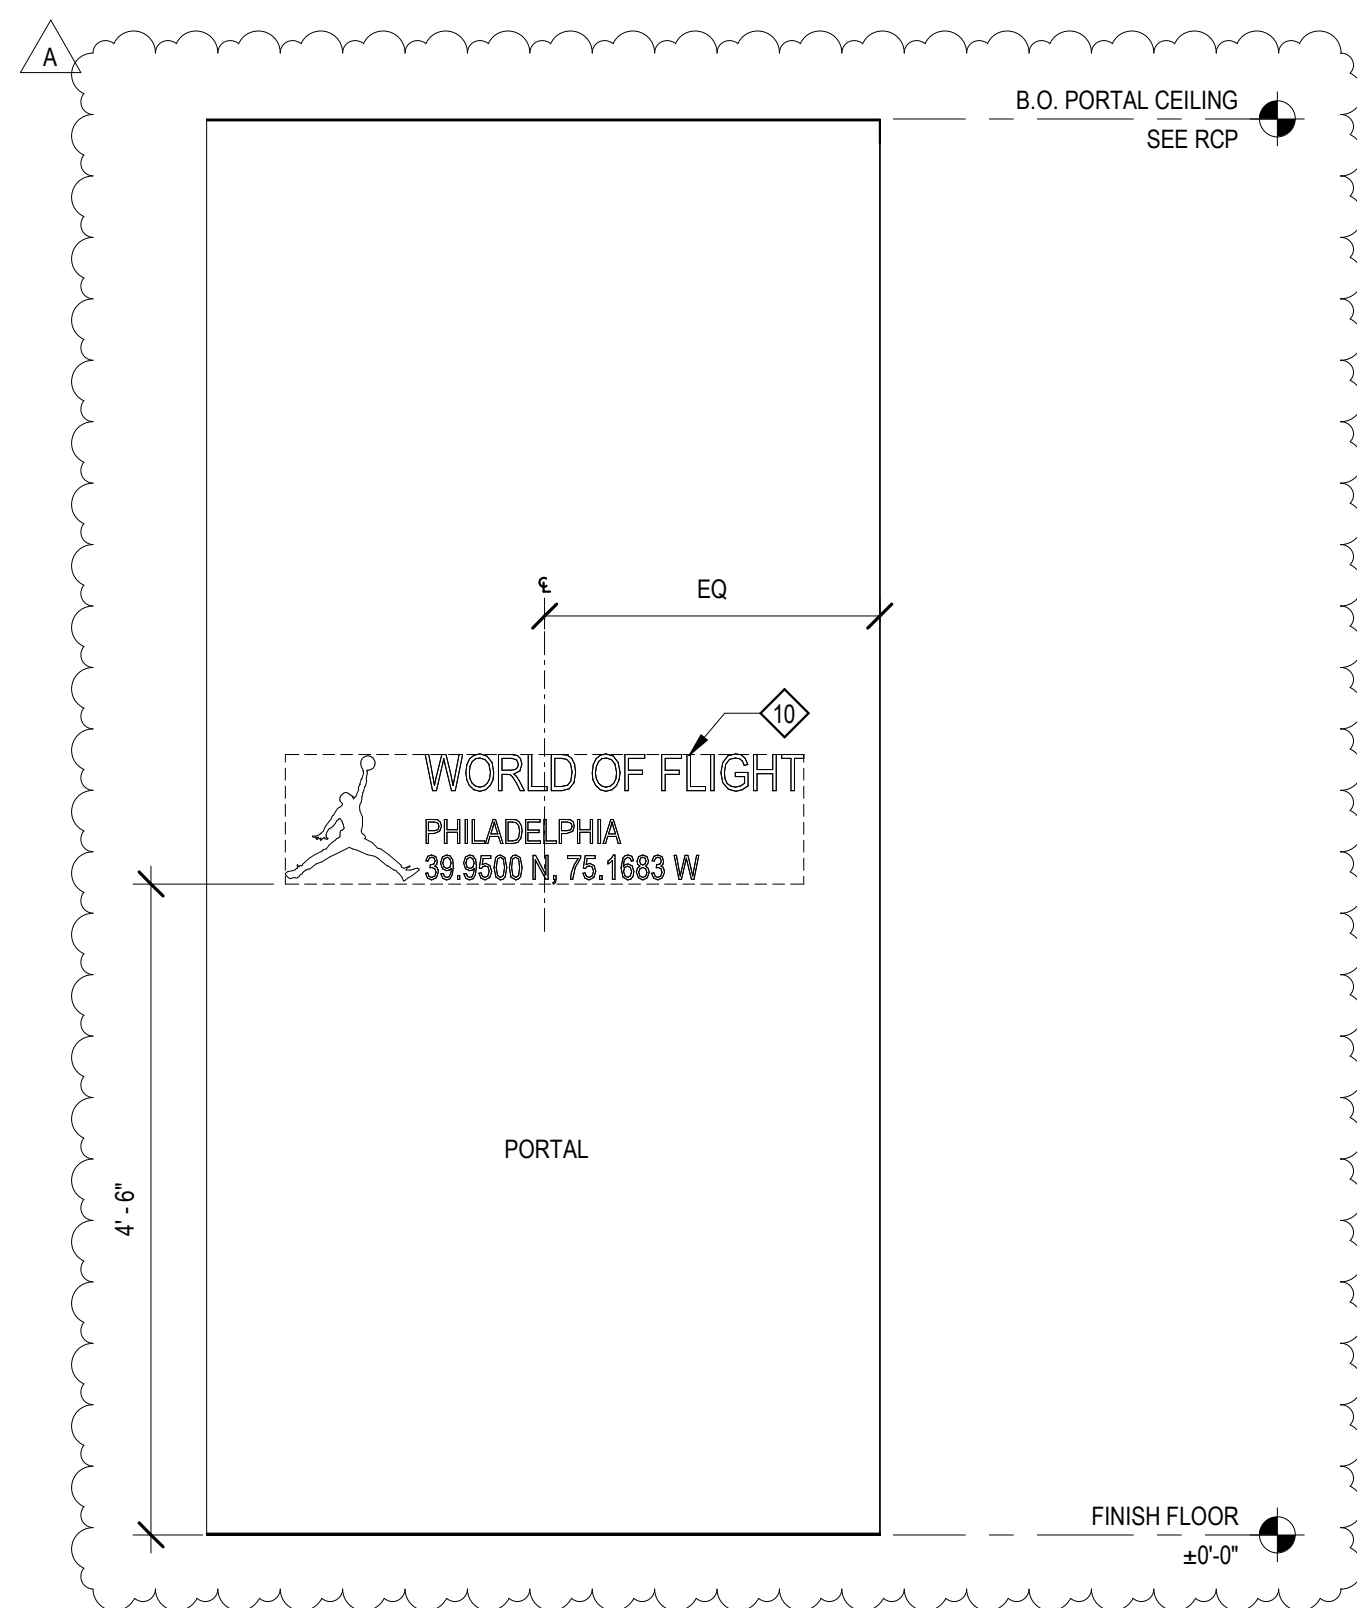 A
B.O. PORTAL CEILING
SEE RCP
℄
EQ
10
WORLD OF FLIGHT
PHILADELPHIA
39.9500 N, 75.1683 W
PORTAL
4' - 6"
FINISH FLOOR
±0'-0"